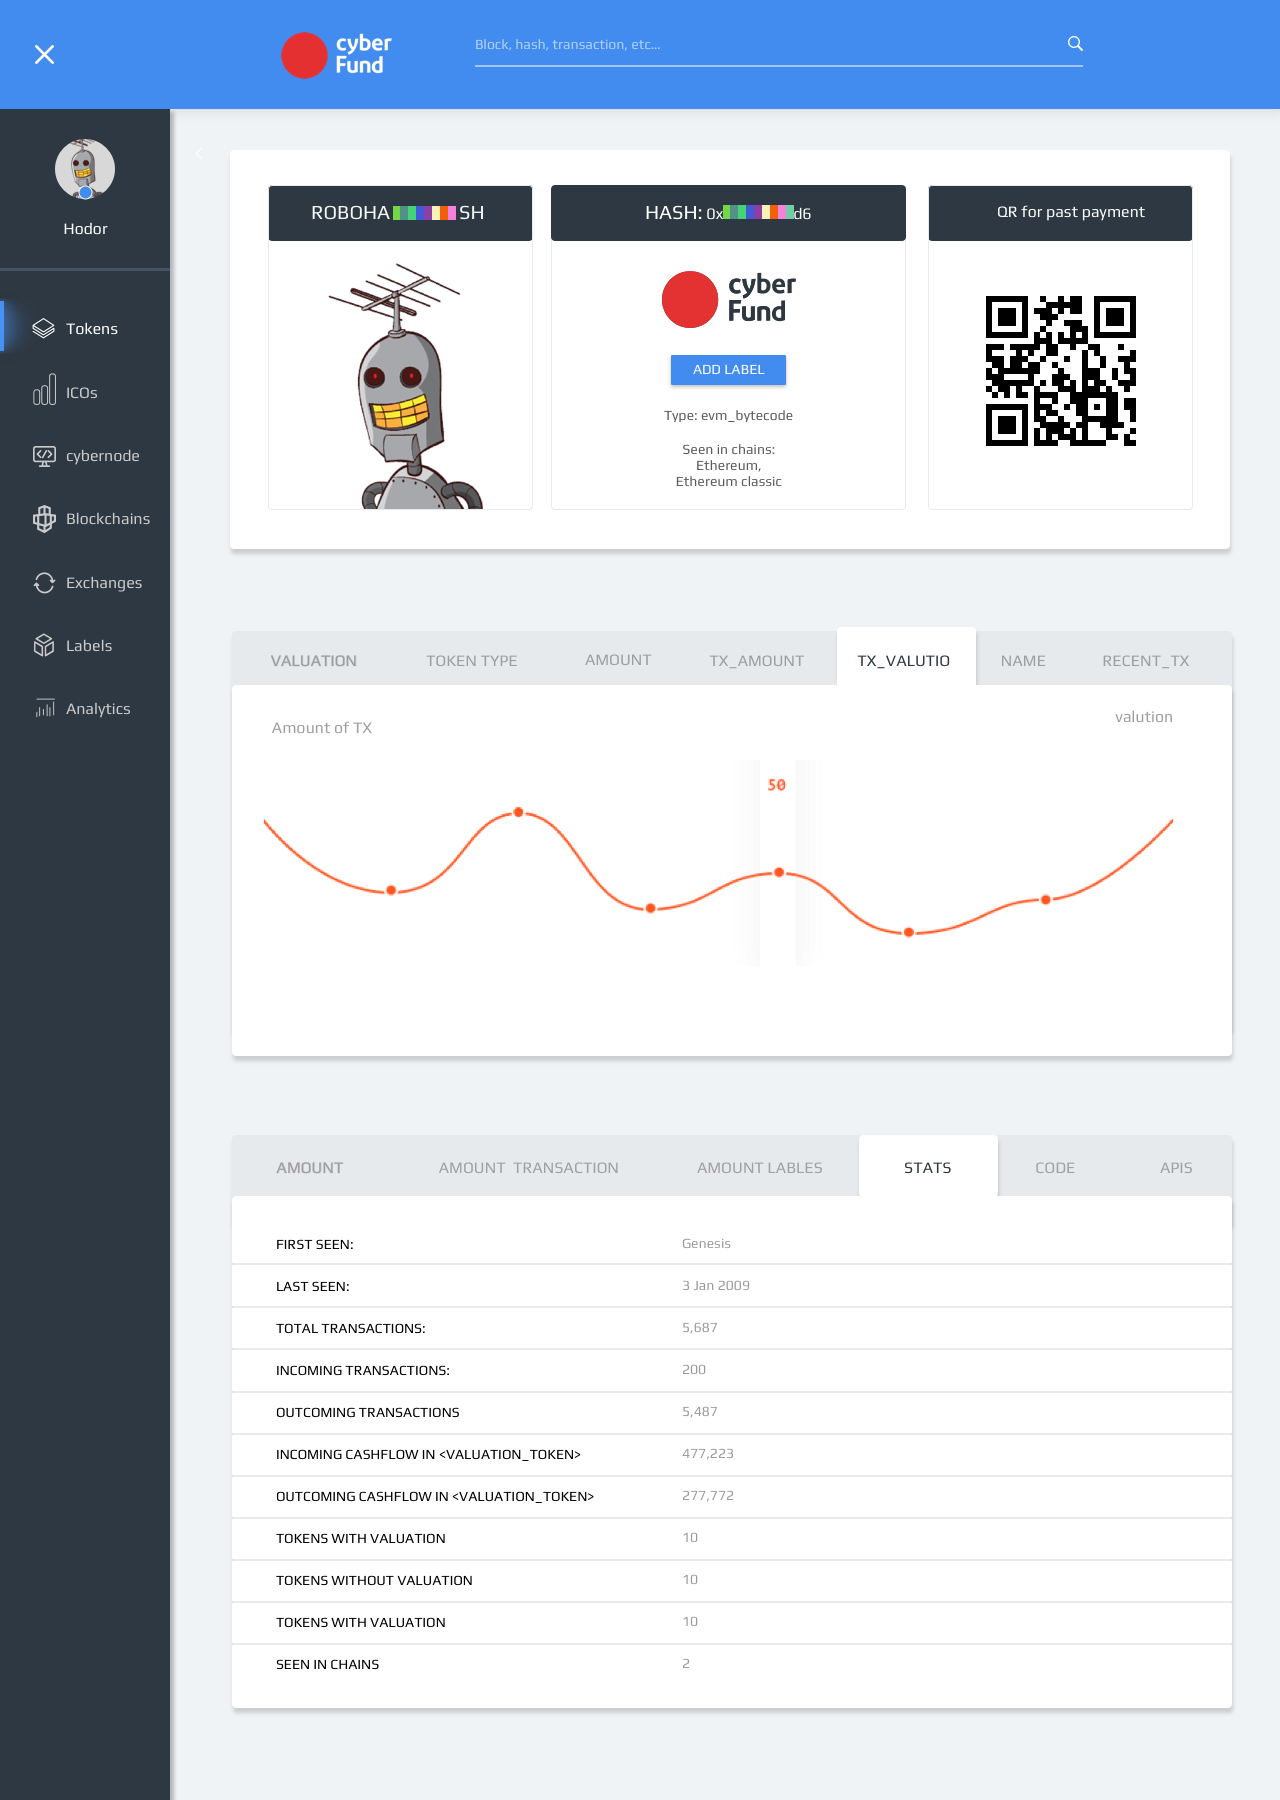 cyber
Fund
Block, hash, transaction, etc...
Hodor
Tokens
ICOs
cybernode
Blockchains
Exchanges
Labels
Analytics
ROBOHA SH
HASH: 0x d6
QR for past payment
cyber
Fund
ADD LABEL
Type: evm_bytecode
Seen in chains:
Ethereum,
Ethereum classic
VALUATION TOKEN TYPE AMOUNT TX_AMOUNT TX_VALUTIO NAME RECENT_TX
Amount of TX valution
50
AMOUNT AMOUNT TRANSACTION AMOUNT LABLES STATS CODE APIS
FIRST SEEN: Genesis
LAST SEEN: 3 Jan 2009
TOTAL TRANSACTIONS: 5,687
INCOMING TRANSACTIONS: 200
OUTCOMING TRANSACTIONS 5,487
INCOMING CASHFLOW IN <VALUATION_TOKEN> 477,223
OUTCOMING CASHFLOW IN <VALUATION_TOKEN> 277,772
TOKENS WITH VALUATION 10
TOKENS WITHOUT VALUATION 10
TOKENS WITH VALUATION 10
SEEN IN CHAINS 2